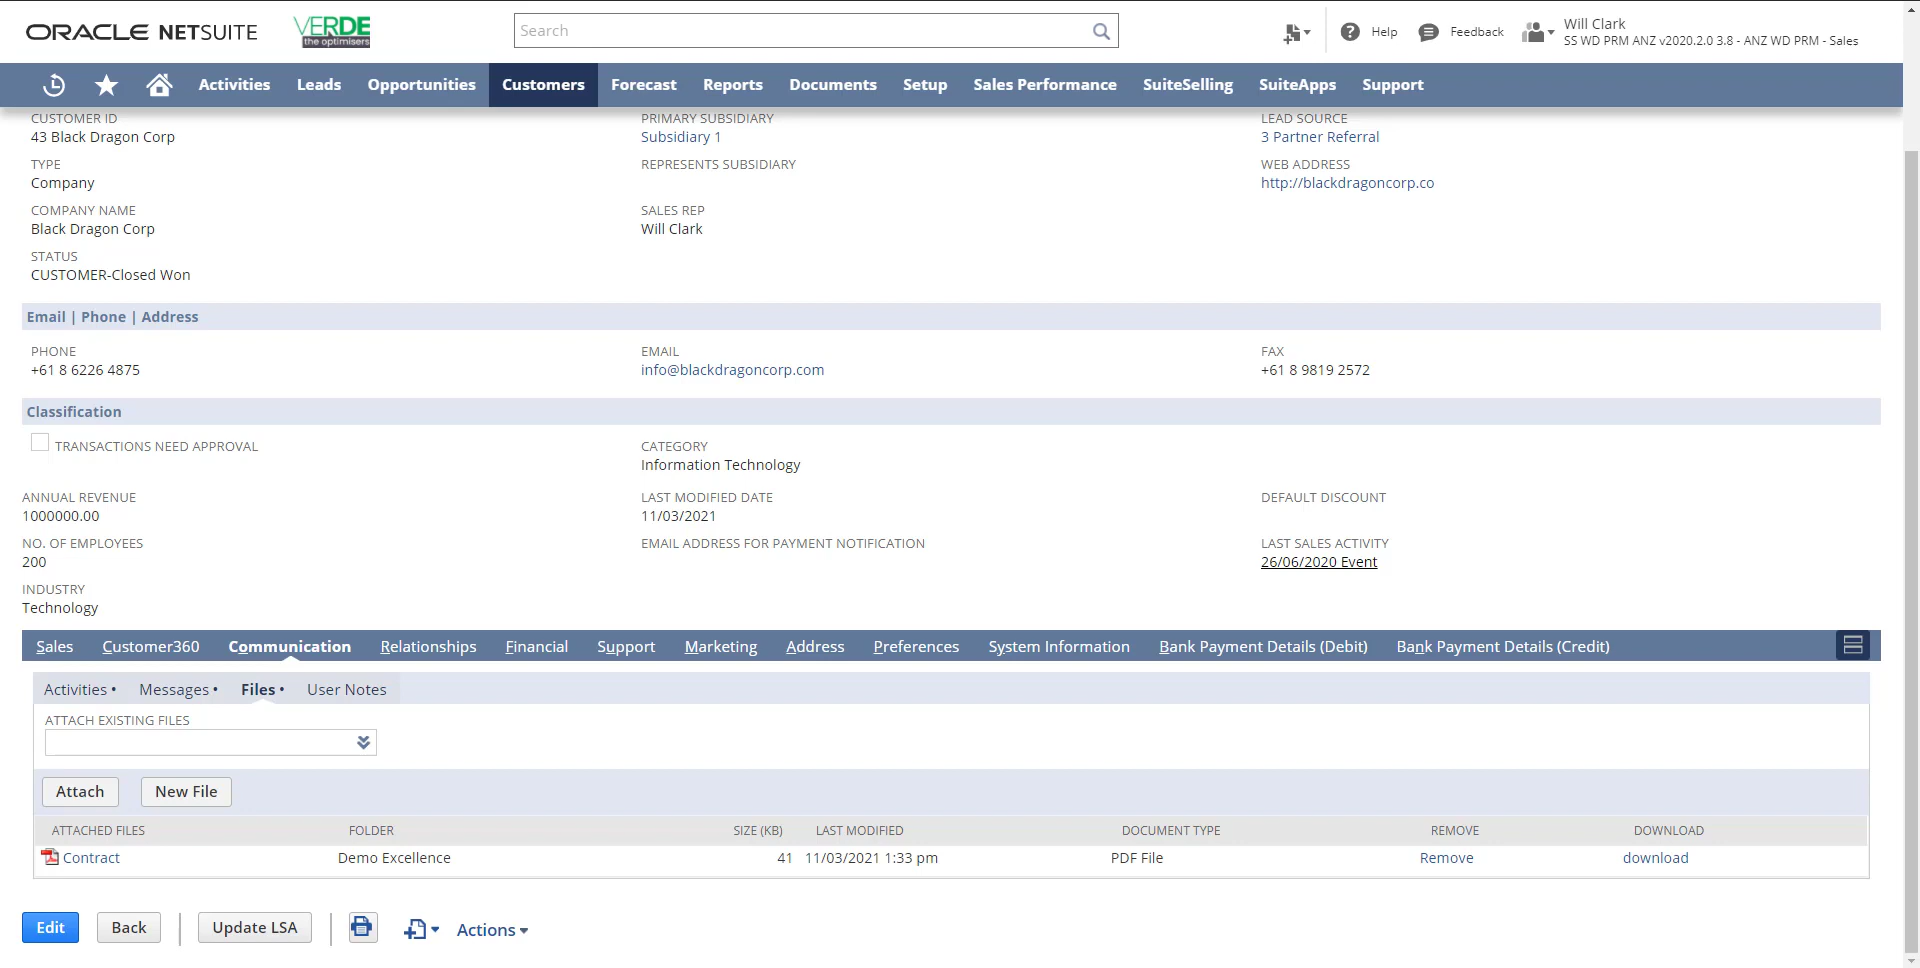 ORACLE NETSUITE
VERDE
the optimisers
Search
Help
Feedback
Will Clark
SS WD PRM ANZ v2020.2.0 3.8 - ANZ WD PRM - Sales
Activities Leads Opportunities Customers Forecast Reports Documents Setup Sales Performance SuiteSelling SuiteApps Support
CUSTOMER ID
43 Black Dragon Corp
TYPE
Company
COMPANY NAME
Black Dragon Corp
STATUS
CUSTOMER-Closed Won
PRIMARY SUBSIDIARY
Subsidiary 1
REPRESENTS SUBSIDIARY
SALES REP
Will Clark
LEAD SOURCE
3 Partner Referral
WEB ADDRESS
http://blackdragoncorp.co
Email | Phone | Address
PHONE
+61 8 6226 4875
EMAIL
info@blackdragoncorp.com
FAX
+61 8 9819 2572
Classification
TRANSACTIONS NEED APPROVAL
CATEGORY
Information Technology
ANNUAL REVENUE
1000000.00
NO. OF EMPLOYEES
200
INDUSTRY
Technology
LAST MODIFIED DATE
11/03/2021
EMAIL ADDRESS FOR PAYMENT NOTIFICATION
DEFAULT DISCOUNT
LAST SALES ACTIVITY
26/06/2020 Event
Sales Customer360 Communication Relationships Financial Support Marketing Address Preferences System Information Bank Payment Details (Debit) Bank Payment Details (Credit)
Activities • Messages • Files • User Notes
ATTACH EXISTING FILES
Attach New File
ATTACHED FILES FOLDER SIZE (KB) LAST MODIFIED DOCUMENT TYPE REMOVE DOWNLOAD
Contract Demo Excellence 41 11/03/2021 1:33 pm PDF File Remove download
Edit Back Update LSA Actions